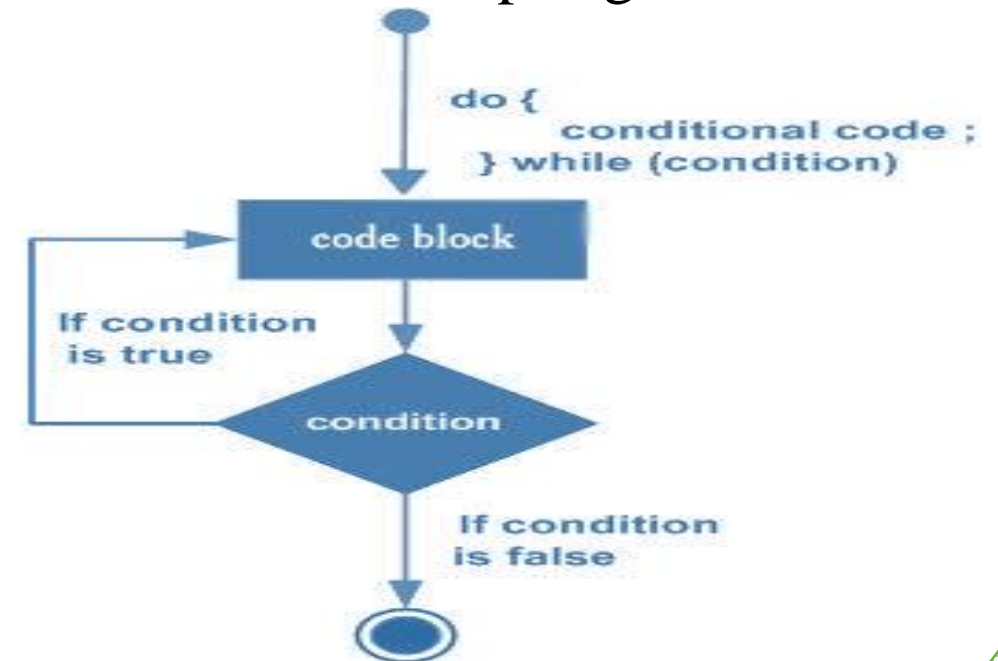 do {
conditional code ;
} while (condition)
code block
If condition
is true
condition
If condition
is false